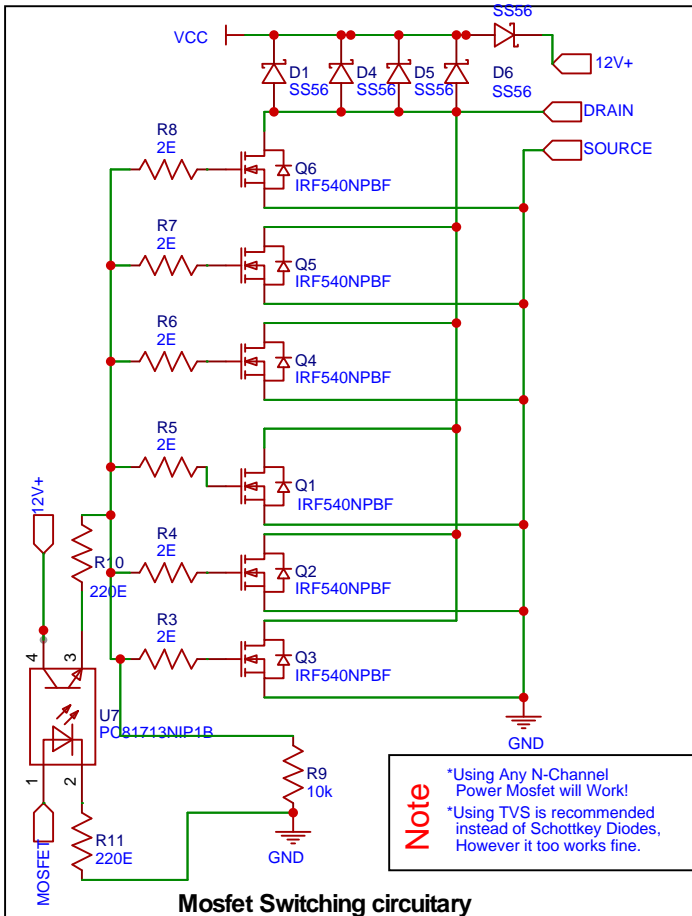 SS56
VCC
12V+
D1
SS56
D4
SS56
D5
SS56
D6
SS56
DRAIN
SOURCE
R8
2E
Q6
IRF540NPBF
R7
2E
Q5
IRF540NPBF
R6
2E
Q4
IRF540NPBF
R5
2E
Q1
IRF540NPBF
12V+
R10
220E
R4
2E
Q2
IRF540NPBF
R3
2E
Q3
IRF540NPBF
4
3
U7
PC81713NIP1B
1
2
MOSFET
R11
220E
R9
10k
GND
GND
Note
*Using Any N-Channel
Power Mosfet will Work!
*Using TVS is recommended
instead of Schottkey Diodes,
However it too works fine.
Mosfet Switching circuitary